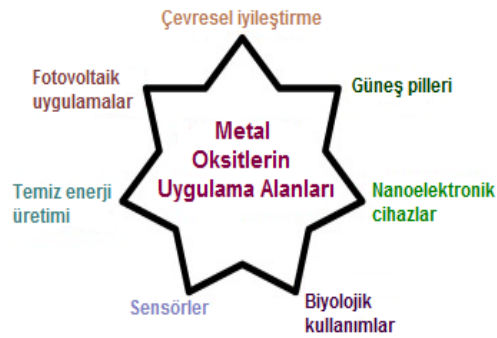 Çevresel iyileştirme
Fotovoltaik
uygulamalar
Güneş pilleri
Metal
Oksitlerin
Uygulama Alanları
Temiz enerji
üretimi
Nanoelektronik
cihazlar
Sensörler
Biyolojik
kullanımlar